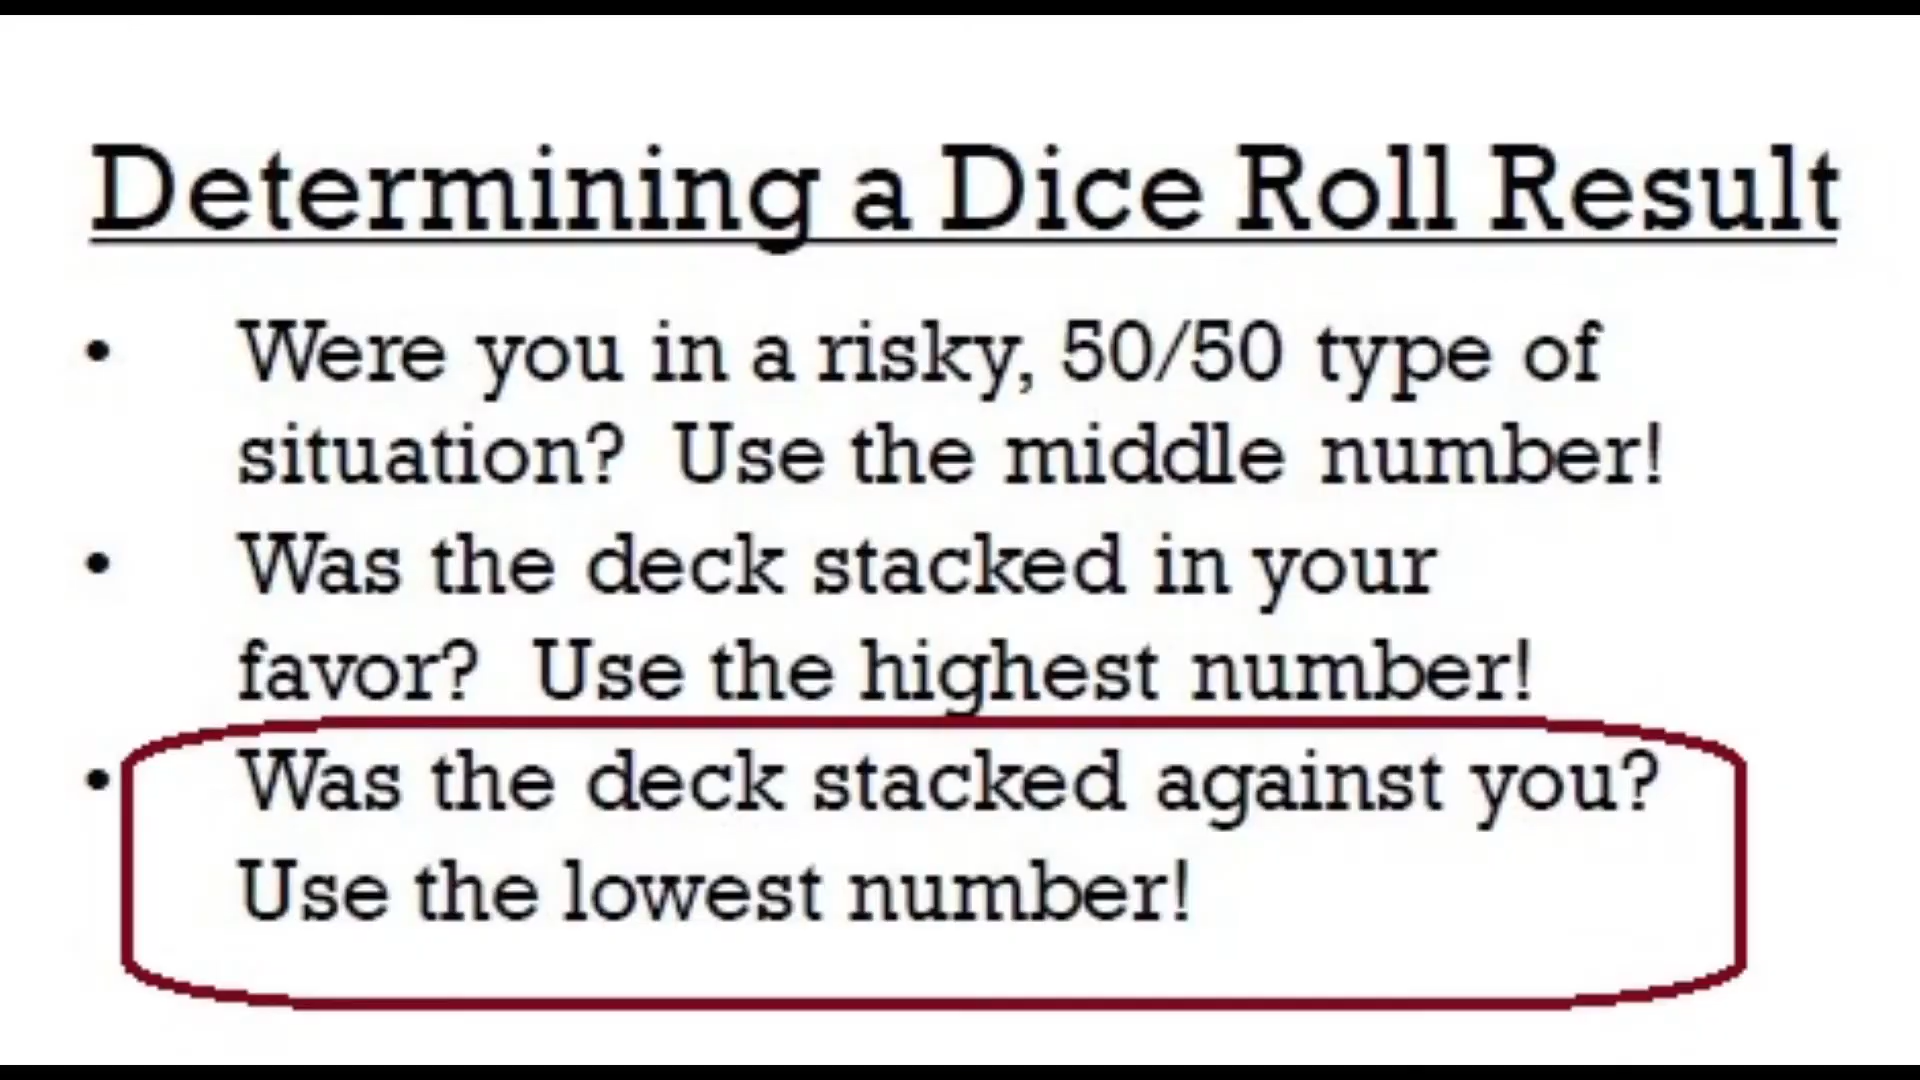 Determining a Dice Roll Result
• Were you in a risky, 50/50 type of
situation?  Use the middle number!
• Was the deck stacked in your
favor?  Use the highest number!
• Was the deck stacked against you?
Use the lowest number!